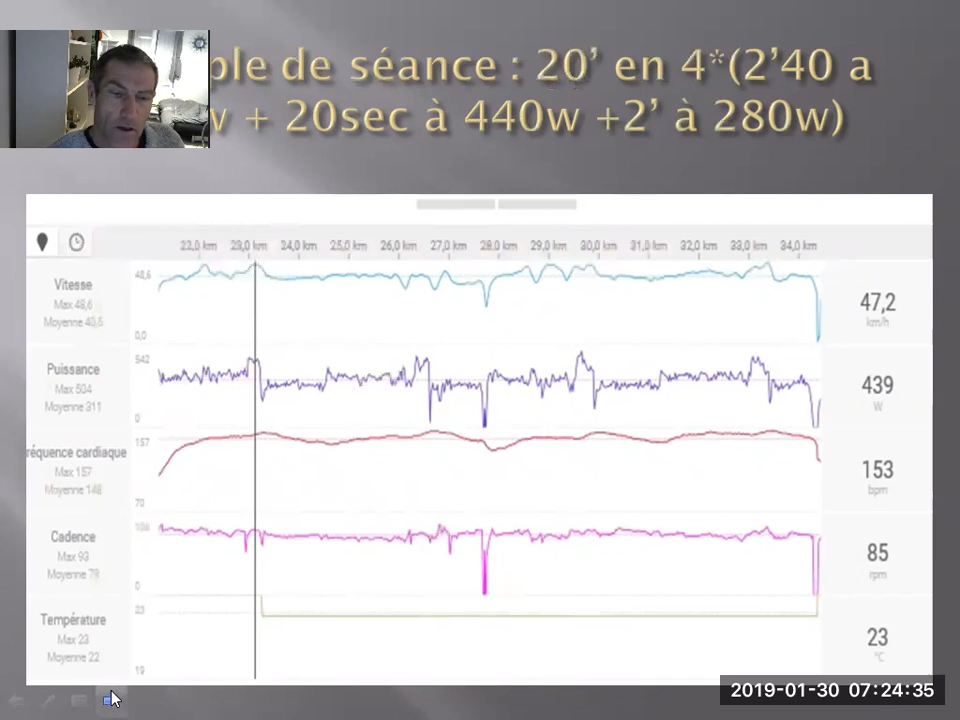 ple de séance : 20’ en 4*(2’40 a
w + 20sec à 440w +2’ à 280w)
22,0 km 23,0 km 24,0 km 25,0 km 26,0 km 27,0 km 28,0 km 29,0 km 30,0 km 31,0 km 32,0 km 33,0 km 34,0 km
Vitesse
Max 48,6
Moyenne
48,6
0,0
47,2
km/h
Puissance
Max 504
Moyenne 311
542
0
439
W
réquence cardiaque
Max 157
Moyenne 148
157
70
153
bpm
Cadence
Max 93
Moyenne 79
0
85
rpm
Température
Max 23
Moyenne 22
23
19
23
°C
2019-01-30 07:24:35